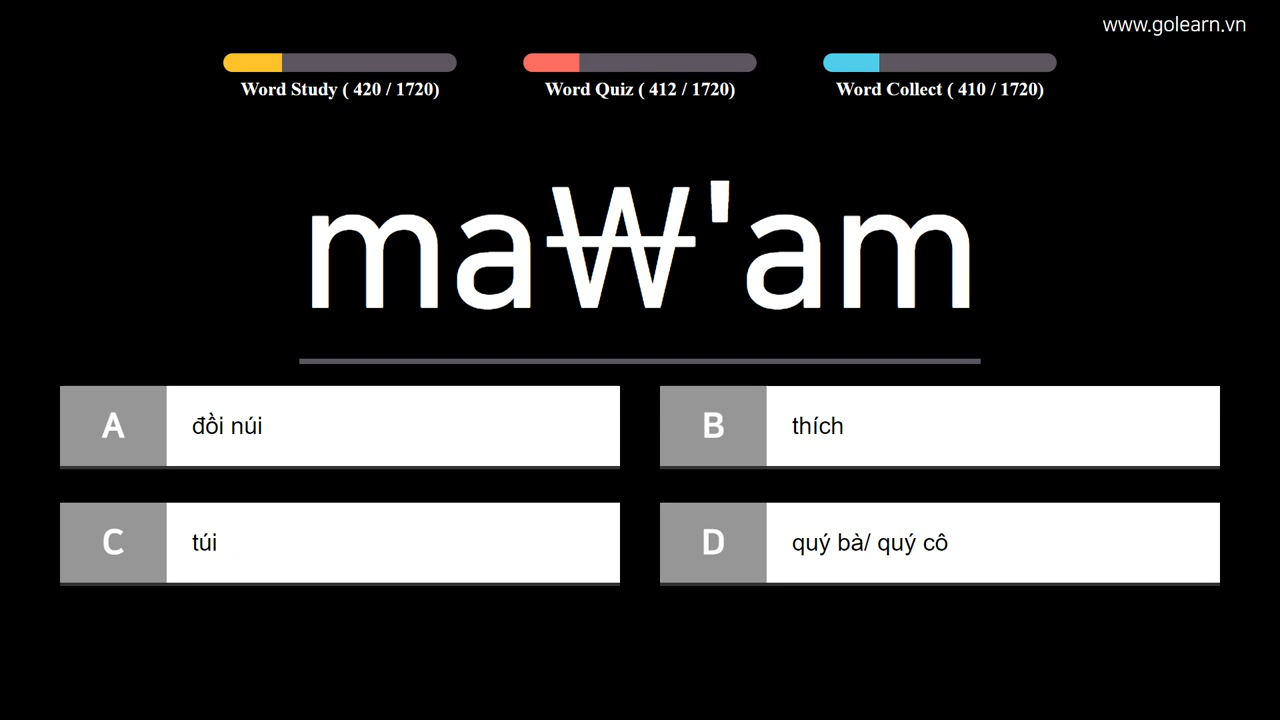 www.golearn.vn
Word Study ( 420 / 1720)
Word Quiz ( 412 / 1720)
Word Collect ( 410 / 1720)
ma₩'am
A đồi núi
B thích
C túi
D quý bà/ quý cô